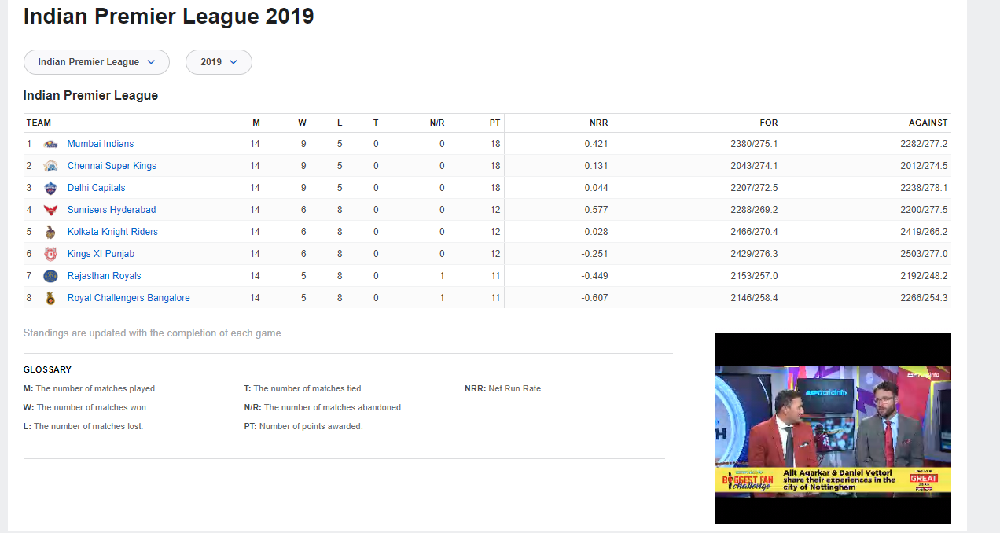 Indian Premier League 2019
Indian Premier League 2019
Indian Premier League
TEAM M W L T N/R PT NRR FOR AGAINST
1 Mumbai Indians 14 9 5 0 0 18 0.421 2380/275.1 2282/277.2
2 Chennai Super Kings 14 9 5 0 0 18 0.131 2043/274.1 2012/274.5
3 Delhi Capitals 14 9 5 0 0 18 0.044 2207/272.5 2238/278.1
4 Sunrisers Hyderabad 14 6 8 0 0 12 0.577 2288/269.2 2200/277.5
5 Kolkata Knight Riders 14 6 8 0 0 12 0.028 2466/270.4 2419/266.2
6 Kings XI Punjab 14 6 8 0 0 12 -0.251 2429/276.3 2503/277.0
7 Rajasthan Royals 14 5 8 0 1 11 -0.449 2153/257.0 2192/248.2
8 Royal Challengers Bangalore 14 5 8 0 1 11 -0.607 2146/258.4 2266/254.3
Standings are updated with the completion of each game.
GLOSSARY
M: The number of matches played. T: The number of matches tied. NRR: Net Run Rate
W: The number of matches won. N/R: The number of matches abandoned.
L: The number of matches lost. PT: Number of points awarded.
ESPNcricinfo
ESPNcricinfo
H
BIGGEST FAN
challenge
Ajit Agarkar & Daniel Vettori
share their experiences in the
city of Nottingham
GREAT